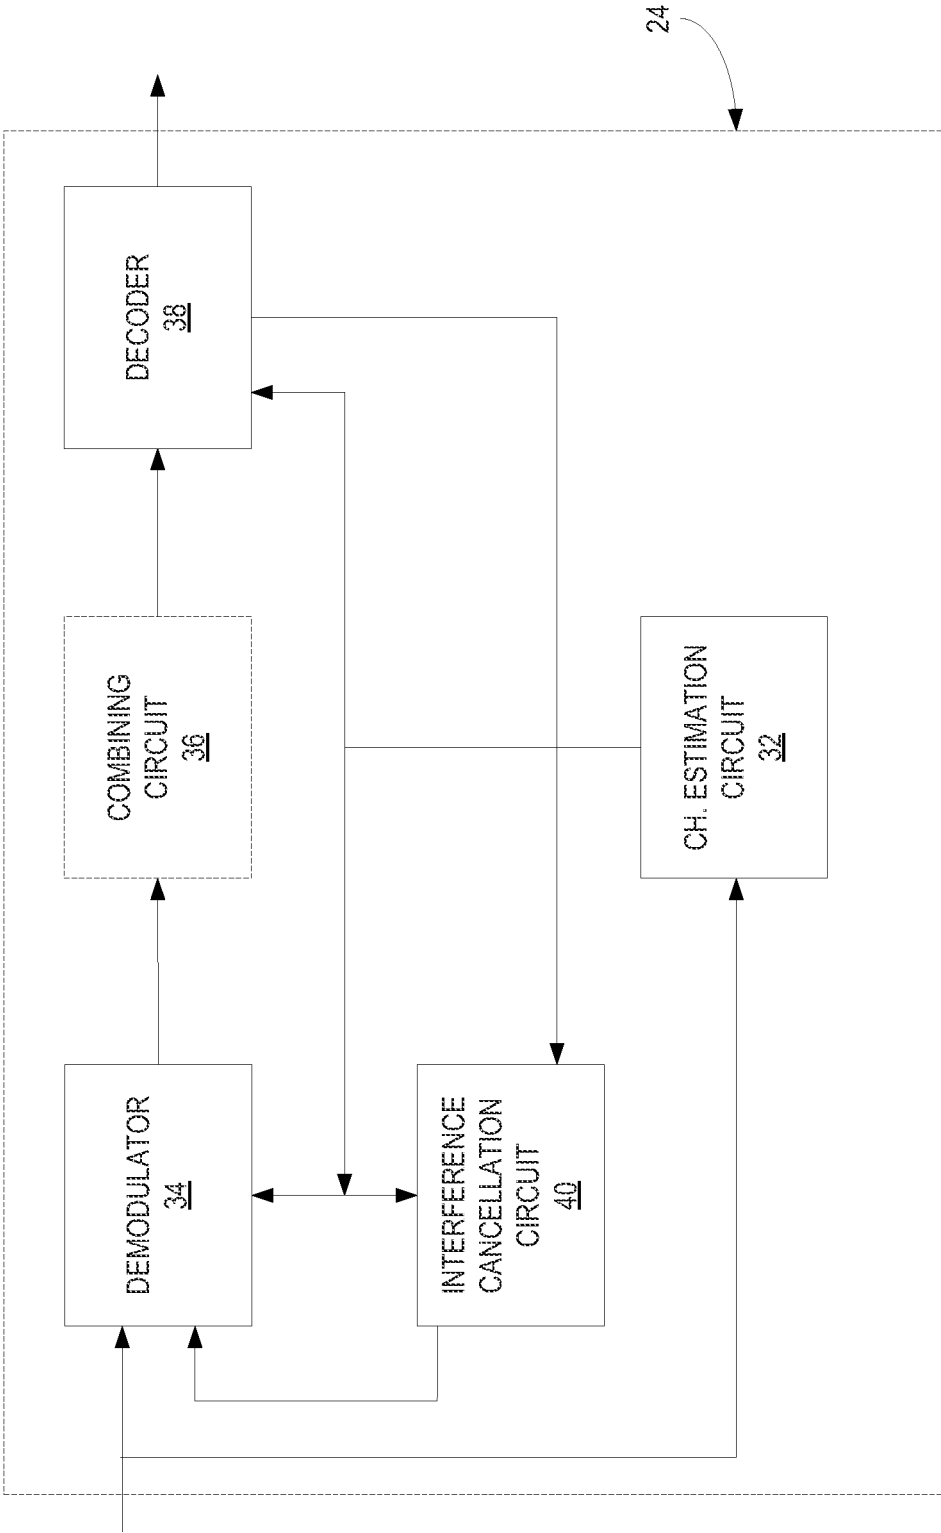 24
DEMODULATOR
34
COMBINING
CIRCUIT
36
DECODER
38
INTERFERENCE
CANCELLATION
CIRCUIT
40
CH. ESTIMATION
CIRCUIT
32